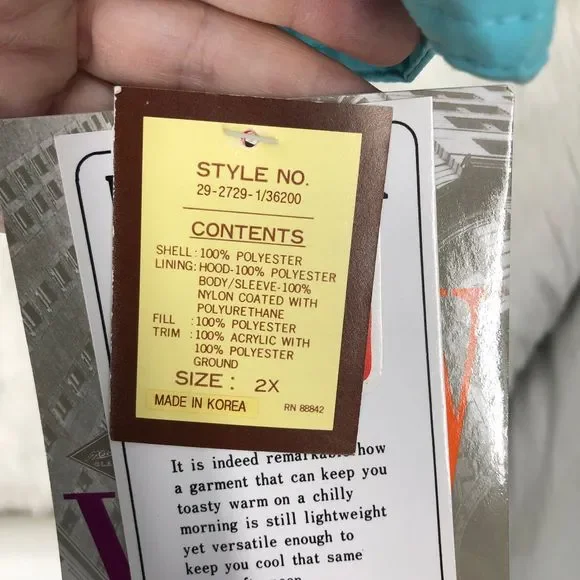 STYLE NO.
29-2729-1/36200
CONTENTS
SHELL : 100% POLYESTER
LINING: HOOD-100% POLYESTER
BODY/SLEEVE-100%
NYLON COATED WITH
POLYURETHANE
FILL : 100% POLYESTER
TRIM : 100% ACRYLIC WITH
100% POLYESTER
GROUND
SIZE : 2X
MADE IN KOREA RN 88842
It is indeed remarkable how
a garment that can keep you
toasty warm on a chilly
morning is still lightweight
yet versatile enough to
keep you cool that same